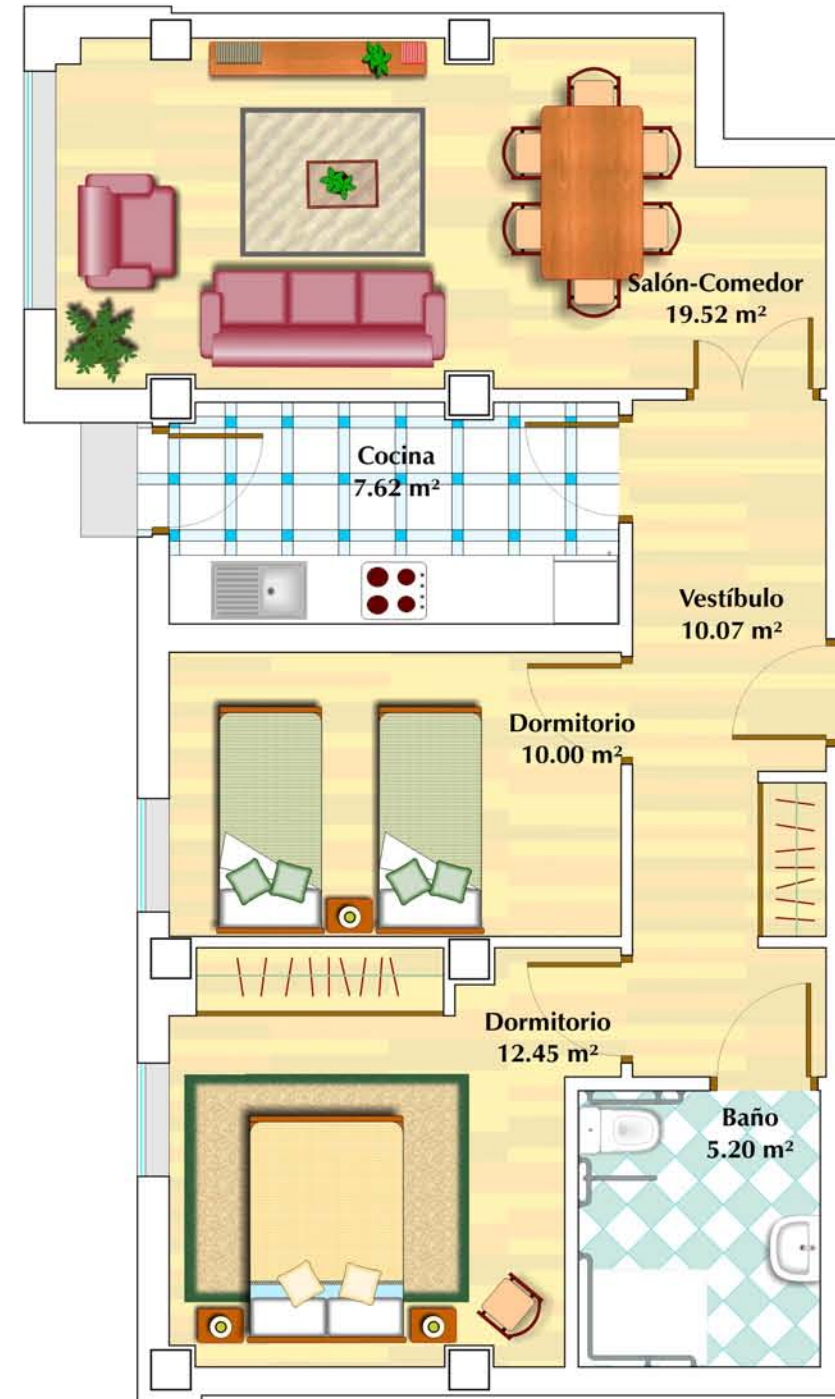 Salón-Comedor
19.52 m²
Cocina
7.62 m²
Vestíbulo
10.07 m²
Dormitorio
10.00 m²
Dormitorio
12.45 m²
Baño
5.20 m²